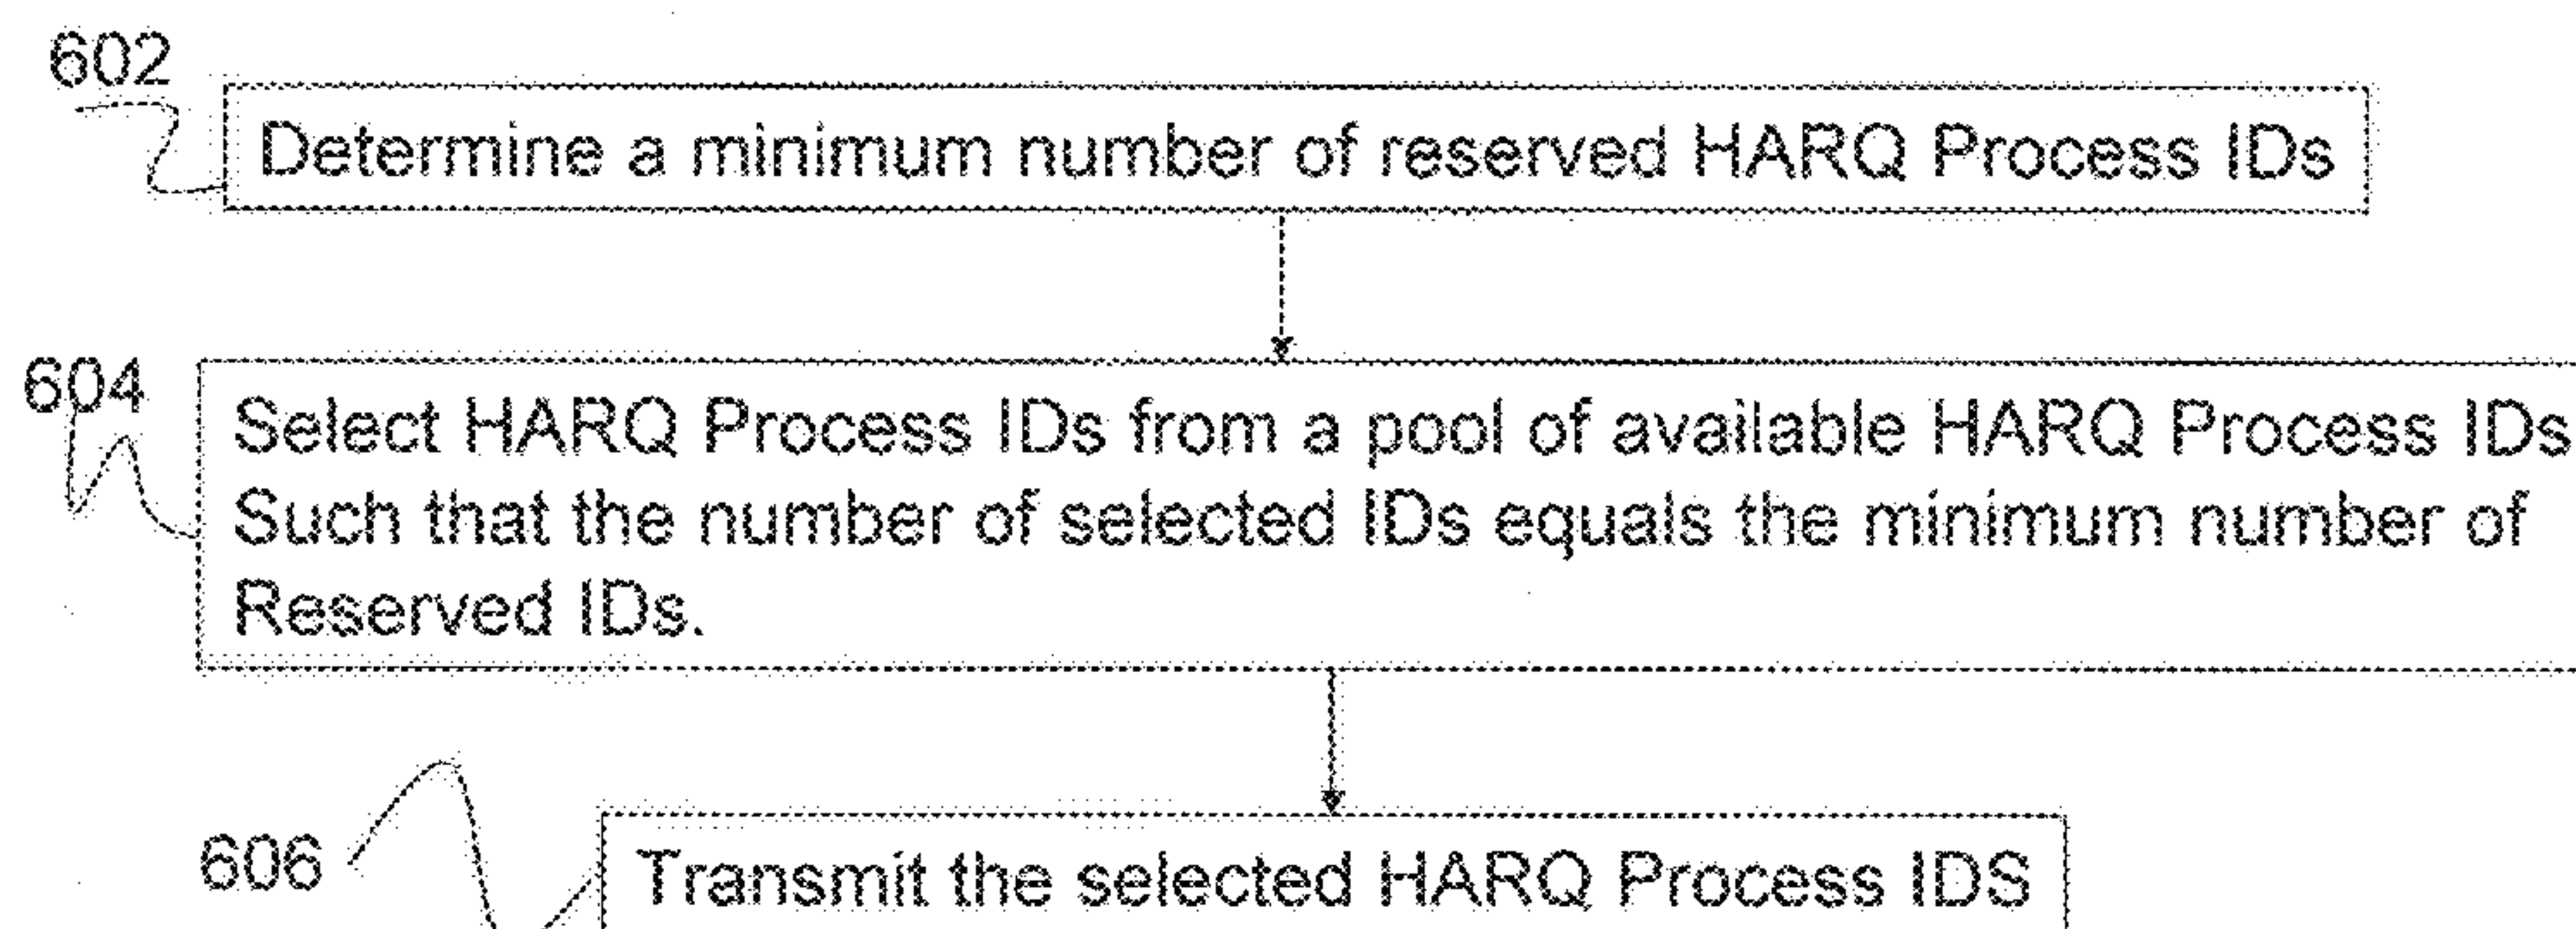 602
Determine a minimum number of reserved HARQ Process IDs
604
Select HARQ Process IDs from a pool of available HARQ Process IDs
Such that the number of selected IDs equals the minimum number of
Reserved IDs.
606
Transmit the selected HARQ Process IDS